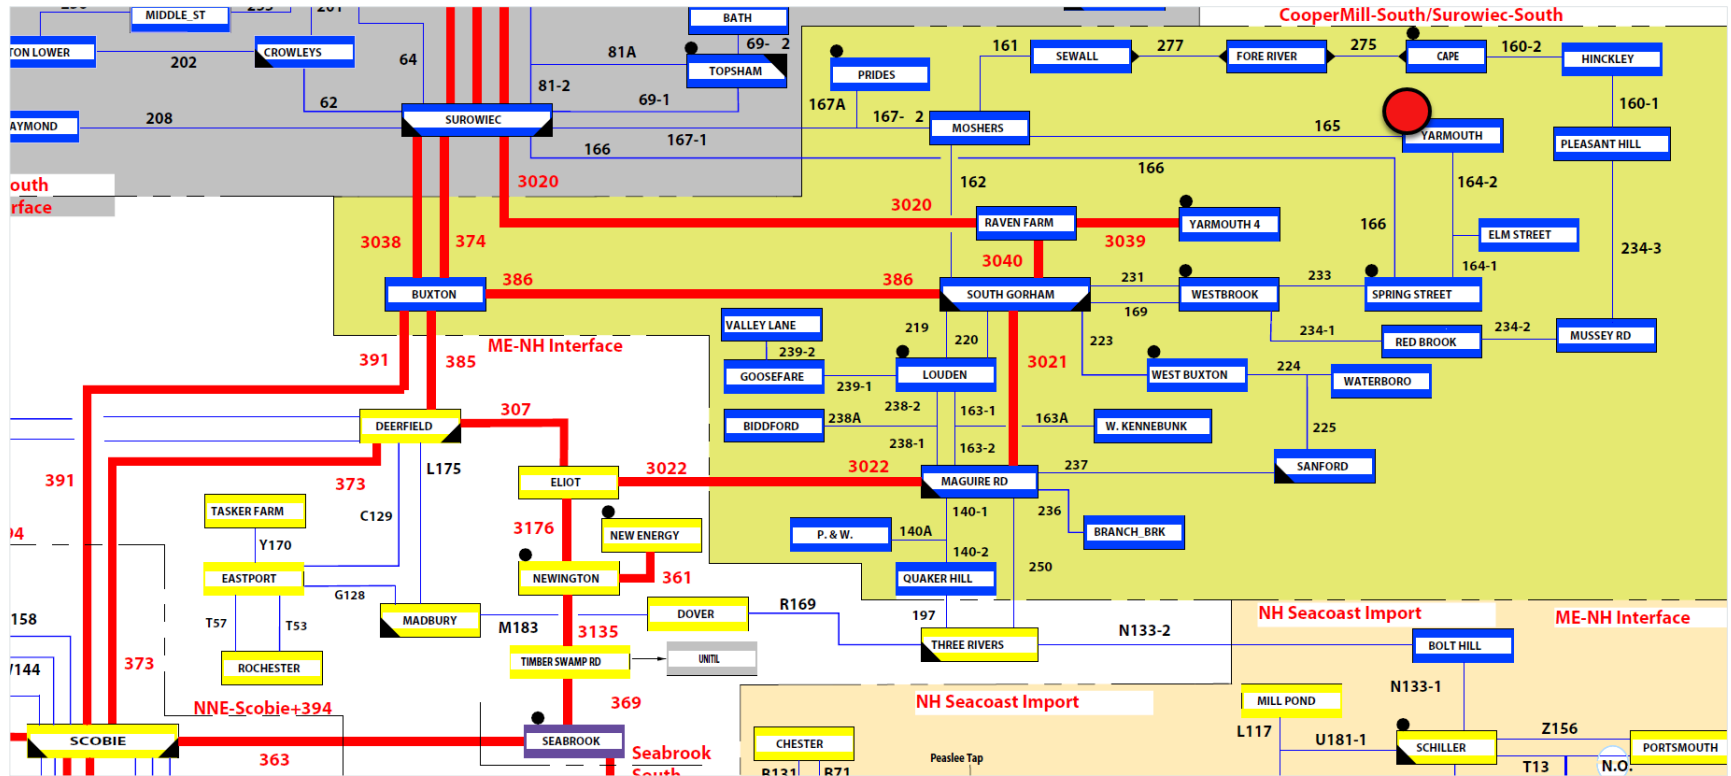 MIDDLE_ST
BATH
CooperMill-South/Surowiec-South
TON LOWER
CROWLEYS
202
64
81A
69- 2
TOPSHAM
PRIDES
161
SEWALL
277
FORE RIVER
275
CAPE
160-2
HINCKLEY
62
81-2
69-1
167A
160-1
AYMOND
208
SUROWIEC
167-1
167- 2
MOSHERS
165
YARMOUTH
PLEASANT HILL
166
166
outh
rface
3020
162
164-2
3020
RAVEN FARM
YARMOUTH 4
3039
166
ELM STREET
234-3
3038
374
3040
164-1
386
386
231
233
BUXTON
SOUTH GORHAM
WESTBROOK
SPRING STREET
169
VALLEY LANE
219
220
223
234-1
RED BROOK
234-2
MUSSEY RD
ME-NH Interface
391
385
239-2
GOOSEFARE
239-1
LOUDEN
3021
WEST BUXTON
224
WATERBORO
307
238-2
163-1
DEERFIELD
BIDDFORD
238A
163A
W. KENNEBUNK
225
238-1
163-2
L175
391
373
ELIOT
3022
3022
MAGUIRE RD
237
SANFORD
TASKER FARM
C129
3176
NEW ENERGY
140-1
236
P. & W.
140A
BRANCH_BRK
94
Y170
140-2
250
EASTPORT
NEWINGTON
361
QUAKER HILL
G128
158
T57
T53
MADBURY
M183
DOVER
R169
197
NH Seacoast Import
ME-NH Interface
3135
THREE RIVERS
N133-2
BOLT HILL
/144
373
ROCHESTER
TIMBER SWAMP RD
UNITIL
N133-1
NNE-Scobie+394
369
NH Seacoast Import
MILL POND
SCOBIE
363
SEABROOK
Seabrook
South
CHESTER
Peaslee Tap
B131
B71
L117
U181-1
SCHILLER
Z156
PORTSMOUTH
T13
N.O.